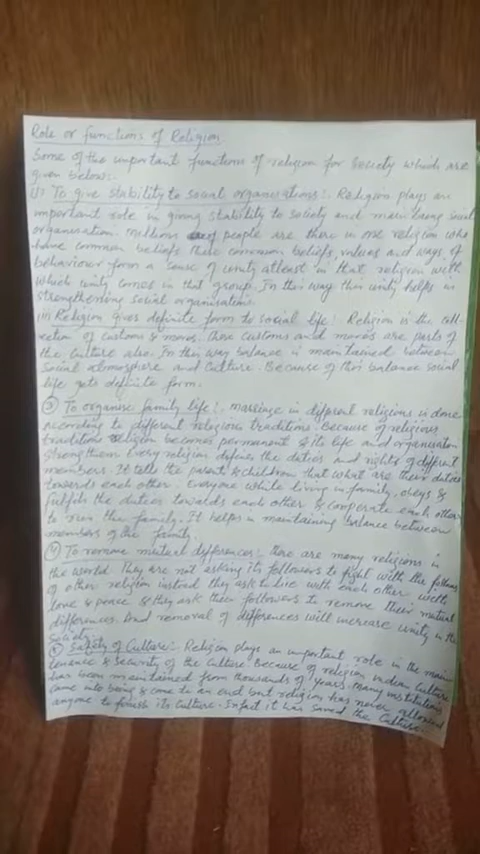 Role or functions of Religion
Some of the important functions of religion for society which are
given below:-
(i) To give stability to social organisations:- Religion plays an
important role in giving stability to society and maintaining social
organisation. Millions of people are there in one religion who
have common beliefs. These common beliefs, values and ways of
behaviour form a sense of unity atleast in that religion with
which unity comes in that group. In this way this unity helps in
strengthening social organisation.
(ii) Religion gives definite form to social life:- Religion is the coll-
ection of customs & mores. These customs and mores are parts of
the culture also. In this way balance is maintained between
social atmosphere and culture. Because of this balance social
life gets definite form.
(3) To organise family life:- marriage in different religions is done
according to different religious traditions. Because of religious
traditions religion becomes permanent & its life and organisation
strengthen. Every religion defines the duties and rights of different
members. It tells the parents & children that what are their duties
towards each other. Everyone while living in family, obeys &
fulfils the duties towards each other & cooperate each other
to run the family. It helps in maintaining balance between
members of the family.
(4) To remove mutual differences:- there are many religions in
the world. They are not asking its followers to fight with the followers
of other religion instead they ask to live with each other with
love & peace & they ask their followers to remove their mutual
differences. And removal of differences will increase unity in the
society.
Safety of Culture:- Religion plays an important role in the main-
tenance & security of the culture. Because of religion indian culture
has been maintained from thousands of years. Many institutions
came into being & come to an end but religion has never allowed
anyone to finish its culture. Infact it has saved the culture.